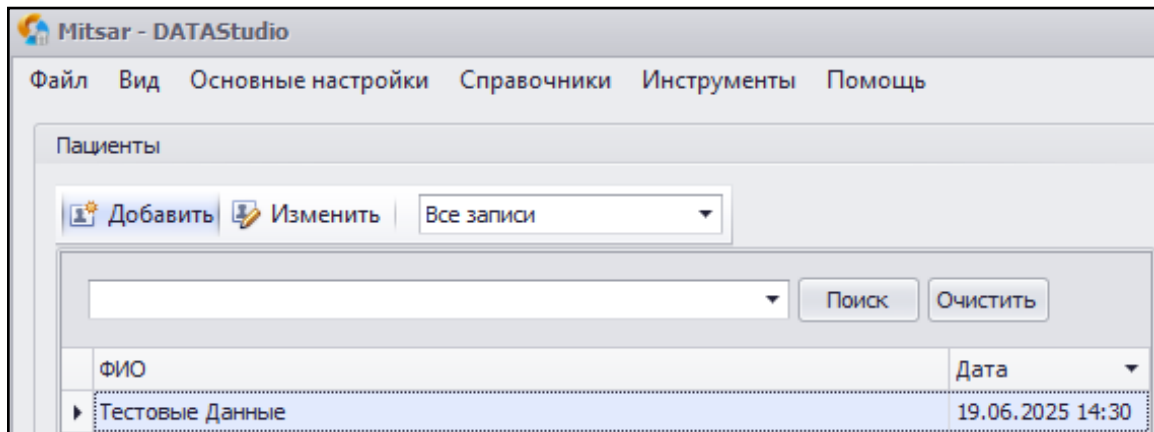 Mitsar - DATAStudio
Файл Вид Основные настройки Справочники Инструменты Помощь
Пациенты
Добавить Изменить Все записи
Поиск Очистить
ФИО Дата
Тестовые Данные 19.06.2025 14:30